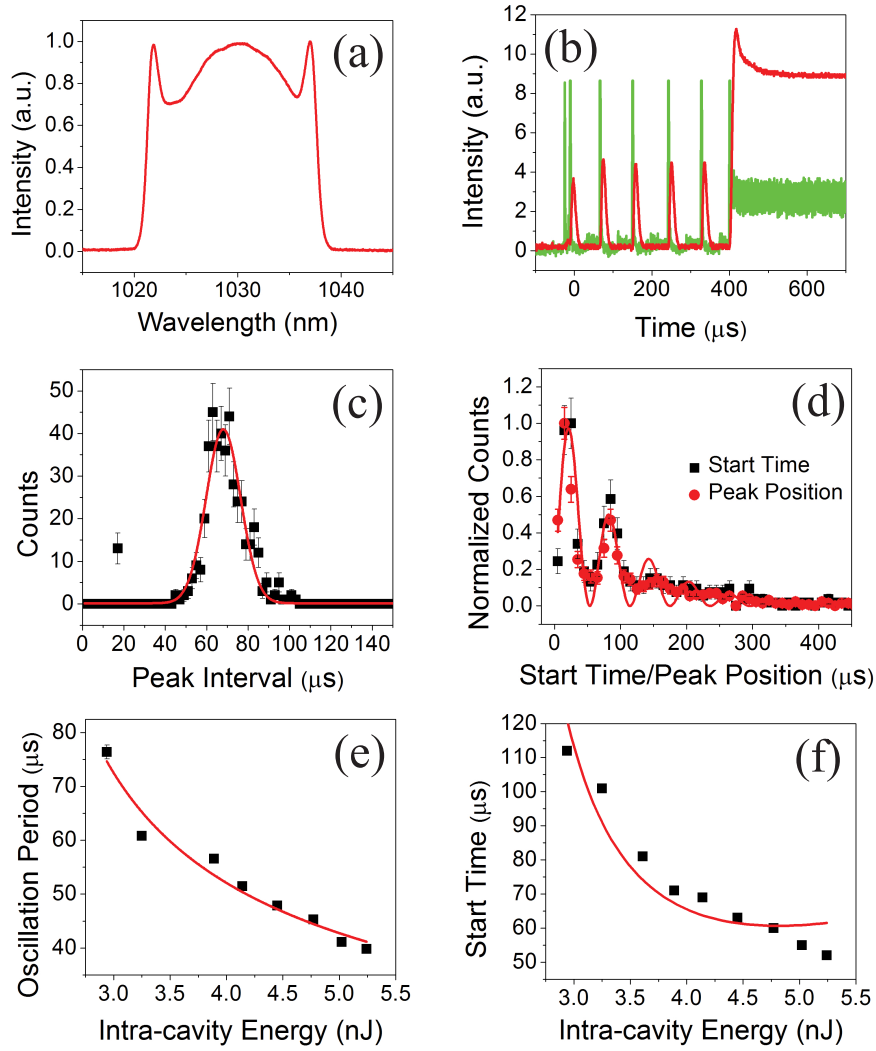 (a)
Intensity (a.u.)
1.0
0.8
0.6
0.4
0.2
0.0
1020 1030 1040
Wavelength (nm)
(b)
Intensity (a.u.)
12
10
8
6
4
2
0
0 200 400 600
Time (μs)
(c)
Counts
50
40
30
20
10
0
0 20 40 60 80 100 120 140
Peak Interval (μs)
(d)
Normalized Counts
1.2
1.0
0.8
0.6
0.4
0.2
0.0
Start Time
Peak Position
0 100 200 300 400
Start Time/Peak Position (μs)
(e)
Oscillation Period (μs)
80
70
60
50
40
3.0 3.5 4.0 4.5 5.0 5.5
Intra-cavity Energy (nJ)
(f)
Start Time (μs)
120
110
100
90
80
70
60
50
3.0 3.5 4.0 4.5 5.0 5.5
Intra-cavity Energy (nJ)